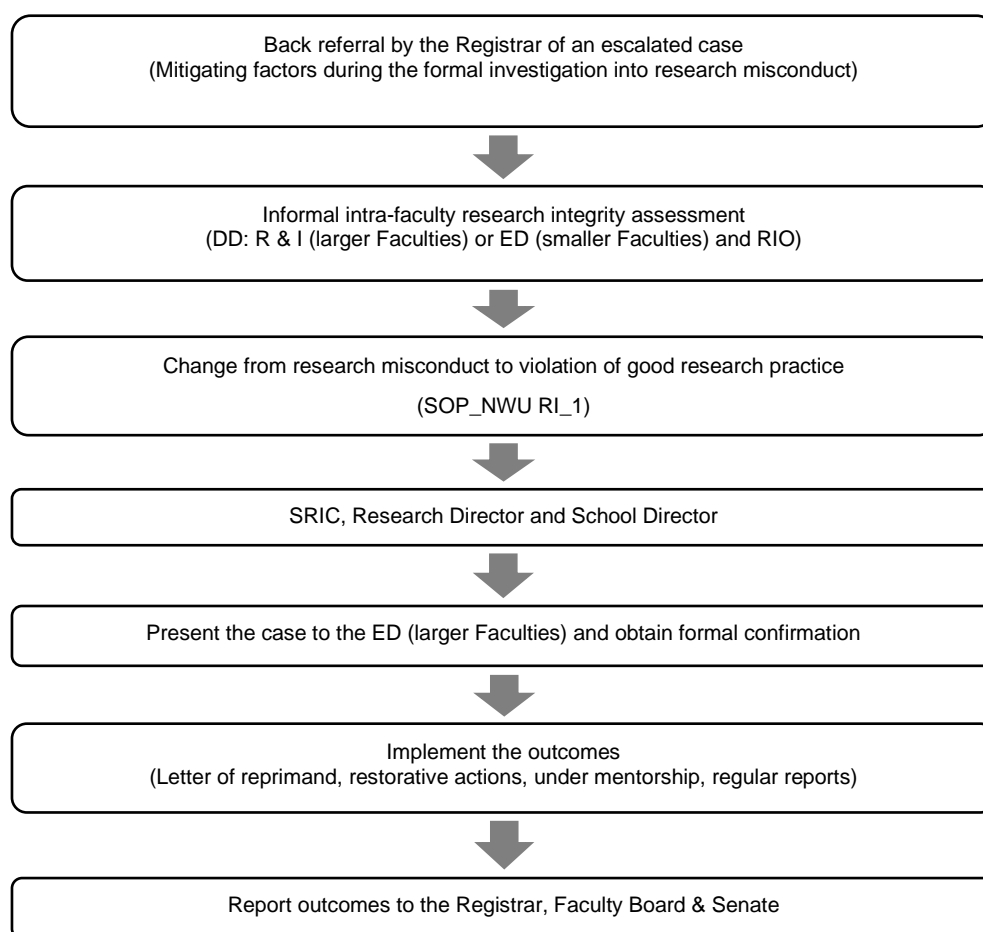 Back referral by the Registrar of an escalated case
(Mitigating factors during the formal investigation into research misconduct)
Informal intra-faculty research integrity assessment
(DD: R & I (larger Faculties) or ED (smaller Faculties) and RIO)
Change from research misconduct to violation of good research practice
(SOP_NWU RI_1)
SRIC, Research Director and School Director
Present the case to the ED (larger Faculties) and obtain formal confirmation
Implement the outcomes
(Letter of reprimand, restorative actions, under mentorship, regular reports)
Report outcomes to the Registrar, Faculty Board & Senate